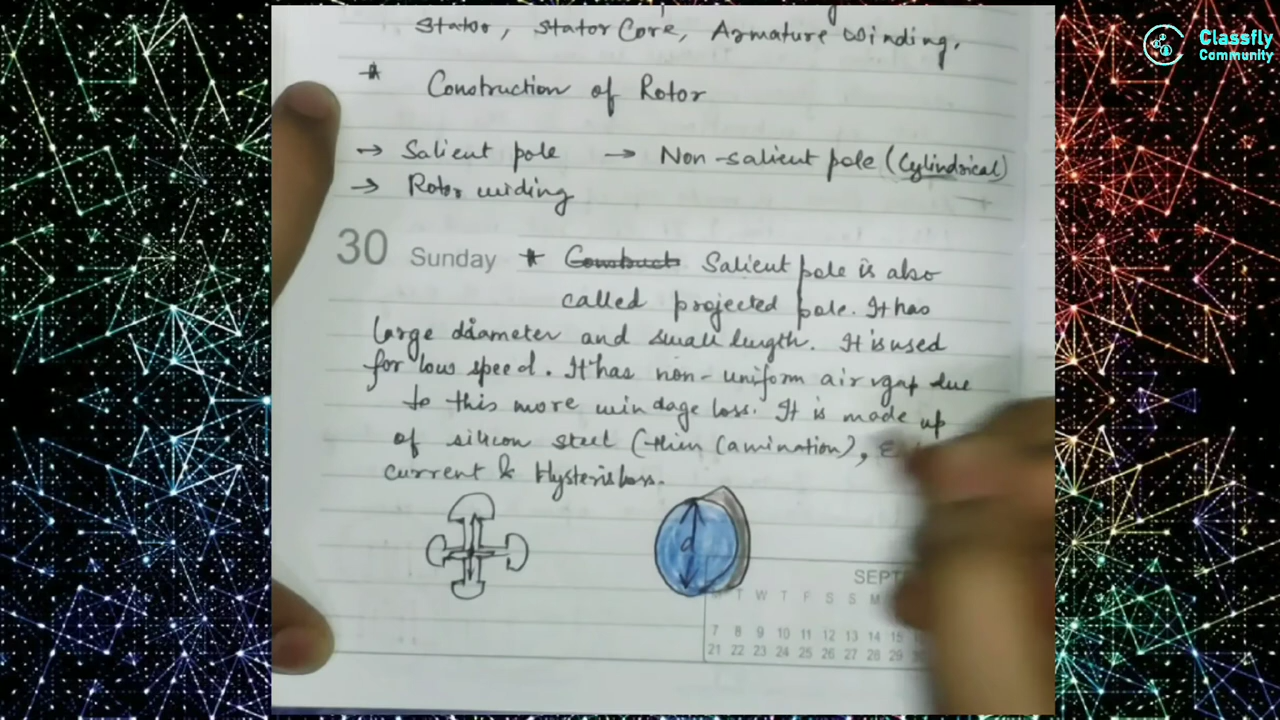 Stator, Stator Core, Armature Winding.
* Construction of Rotor
→ Salient pole → Non-salient pole (Cylindrical)
→ Rotor widing
30 Sunday * Construct Salient pole is also
called projected pole. It has
large diameter and small length. It is used
for low speed. It has non-uniform air gap due
to this more windage loss. It is made up
of silicon steel (thin lamination),
current & Hysteris loss.
d
SEPT
T W T F S S M
7 8 9 10 11 12 13 14 15
21 22 23 24 25 26 27 28 29
Classfly
Community